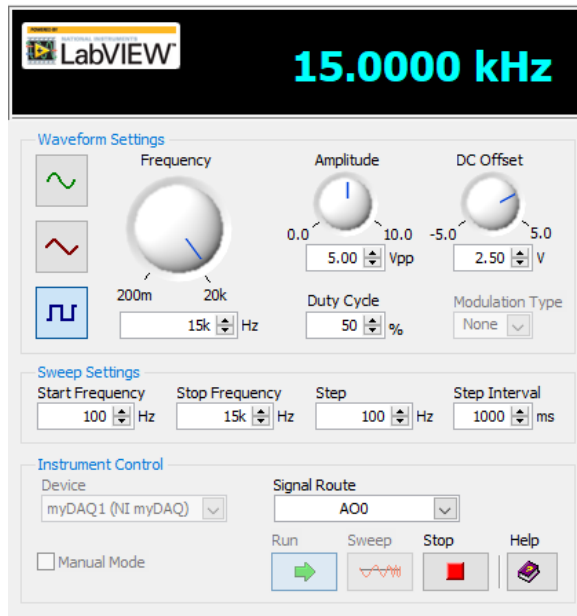 POWERED BY
NATIONAL INSTRUMENTS
LabVIEW™
15.0000 kHz
Waveform Settings
Frequency
Amplitude
DC Offset
0.0
10.0
-5.0
5.0
5.00 Vpp
2.50 V
200m
20k
Duty Cycle
Modulation Type
15k Hz
50 %
None
Sweep Settings
Start Frequency
Stop Frequency
Step
Step Interval
100 Hz
15k Hz
100 Hz
1000 ms
Instrument Control
Device
Signal Route
myDAQ1 (NI myDAQ)
AO0
Run
Sweep
Stop
Help
Manual Mode